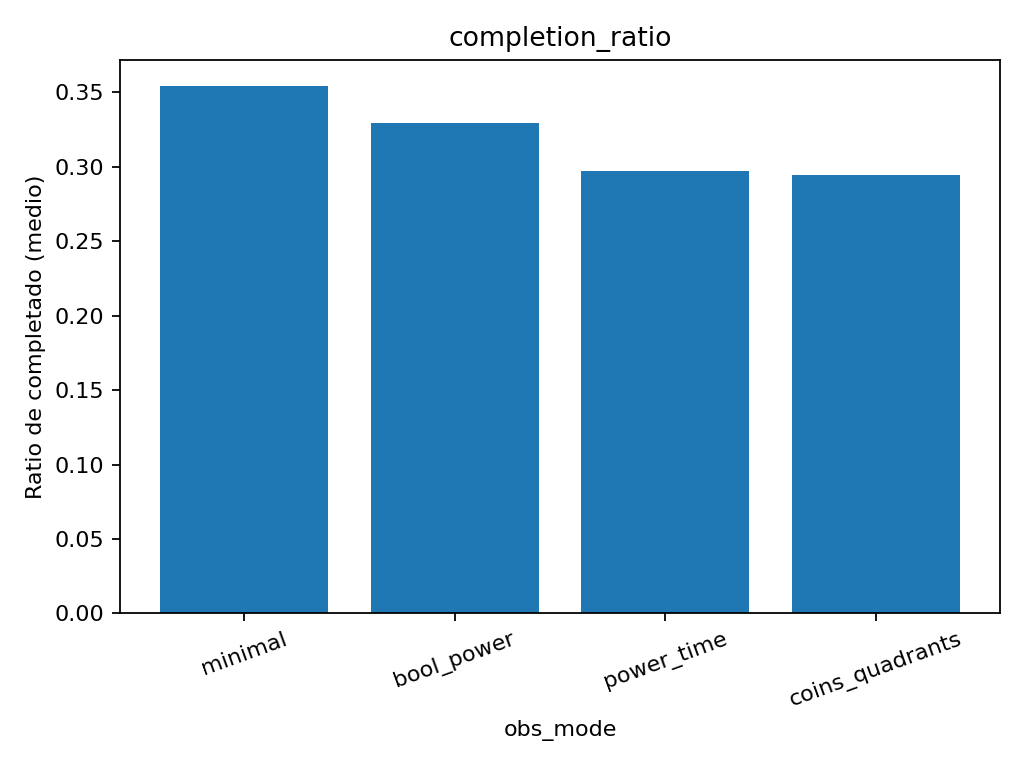 completion_ratio
Ratio de completado (medio)
0.35
0.30
0.25
0.20
0.15
0.10
0.05
0.00
minimal
bool_power
power_time
coins_quadrants
obs_mode